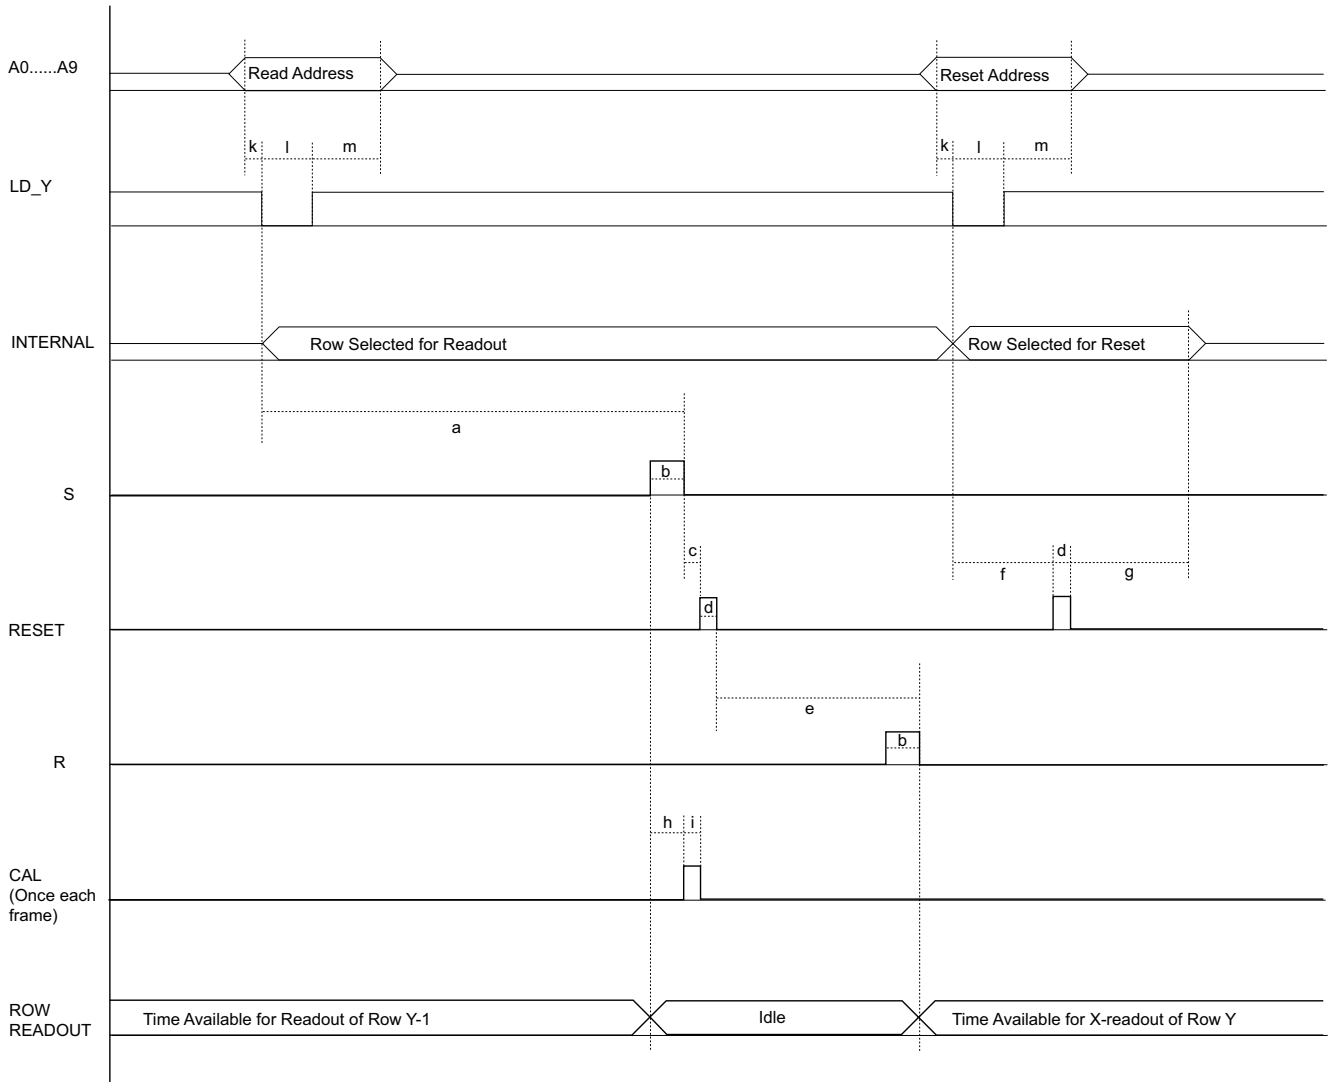 A0......A9
Read Address
Reset Address
k
l
m
k
l
m
LD_Y
INTERNAL
Row Selected for Readout
Row Selected for Reset
a
b
S
c
d
f
g
d
RESET
e
b
R
h
i
CAL
(Once each
frame)
ROW
READOUT
Time Available for Readout of Row Y-1
Idle
Time Available for X-readout of Row Y